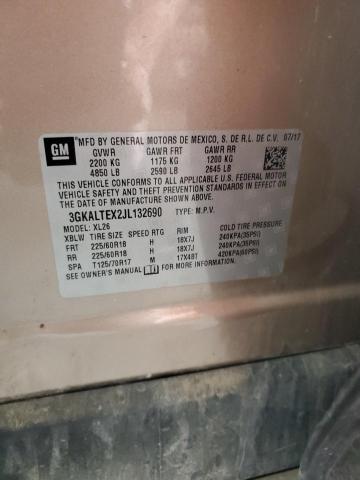 GM
MFD BY GENERAL MOTORS DE MEXICO, S. DE R.L. DE C.V. 07/17
GVWR GAWR FRT GAWR RR
2200 KG 1175 KG 1200 KG
4850 LB 2590 LB 2645 LB
THIS VEHICLE CONFORMS TO ALL APPLICABLE U.S. FEDERAL MOTOR
VEHICLE SAFETY AND THEFT PREVENTION STANDARDS IN EFFECT
ON THE DATE OF MANUFACTURE SHOWN ABOVE.
3GKALTEX2JL132690 TYPE: M.P.V.
MODEL: XL26
XBLW TIRE SIZE SPEED RTG RIM COLD TIRE PRESSURE
FRT 225/60R18 H 18X7J 240KPA(35PSI)
RR 225/60R18 H 18X7J 240KPA(35PSI)
SPA T125/70R17 M 17X4BT 420KPA(60PSI)
SEE OWNER'S MANUAL FOR MORE INFORMATION.